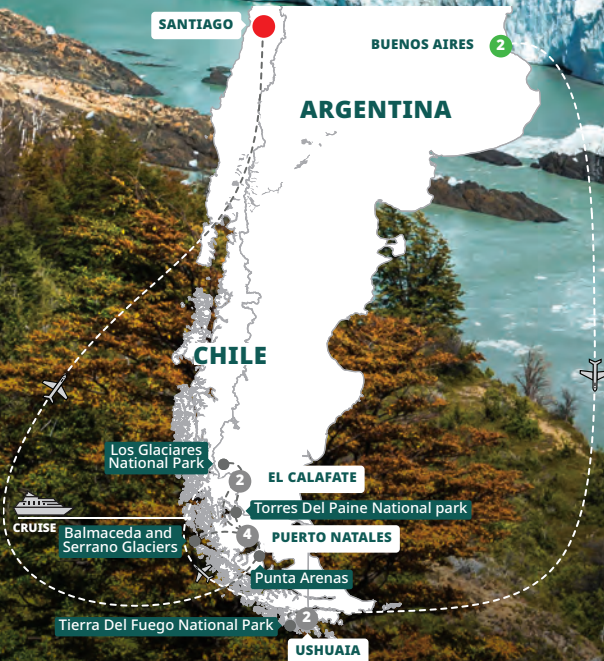 SANTIAGO
BUENOS AIRES
2
ARGENTINA
CHILE
Los Glaciares
National Park
2
EL CALAFATE
Torres Del Paine National park
CRUISE
Balmaceda and
Serrano Glaciers
4
PUERTO NATALES
Punta Arenas
Tierra Del Fuego National Park
2
USHUAIA